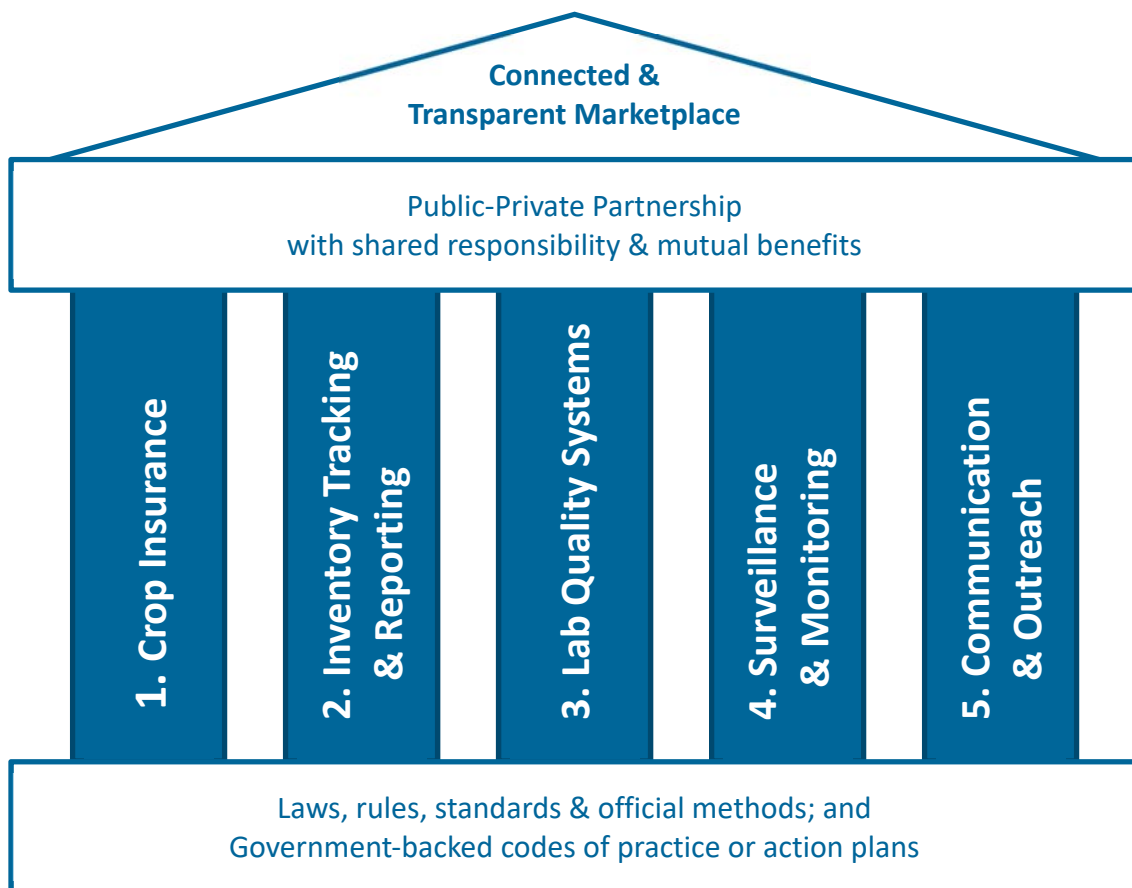 Connected &
Transparent Marketplace
Public-Private Partnership
with shared responsibility & mutual benefits
1. Crop Insurance
2. Inventory Tracking
& Reporting
3. Lab Quality Systems
4. Surveillance
& Monitoring
5. Communication
& Outreach
Laws, rules, standards & official methods; and
Government-backed codes of practice or action plans